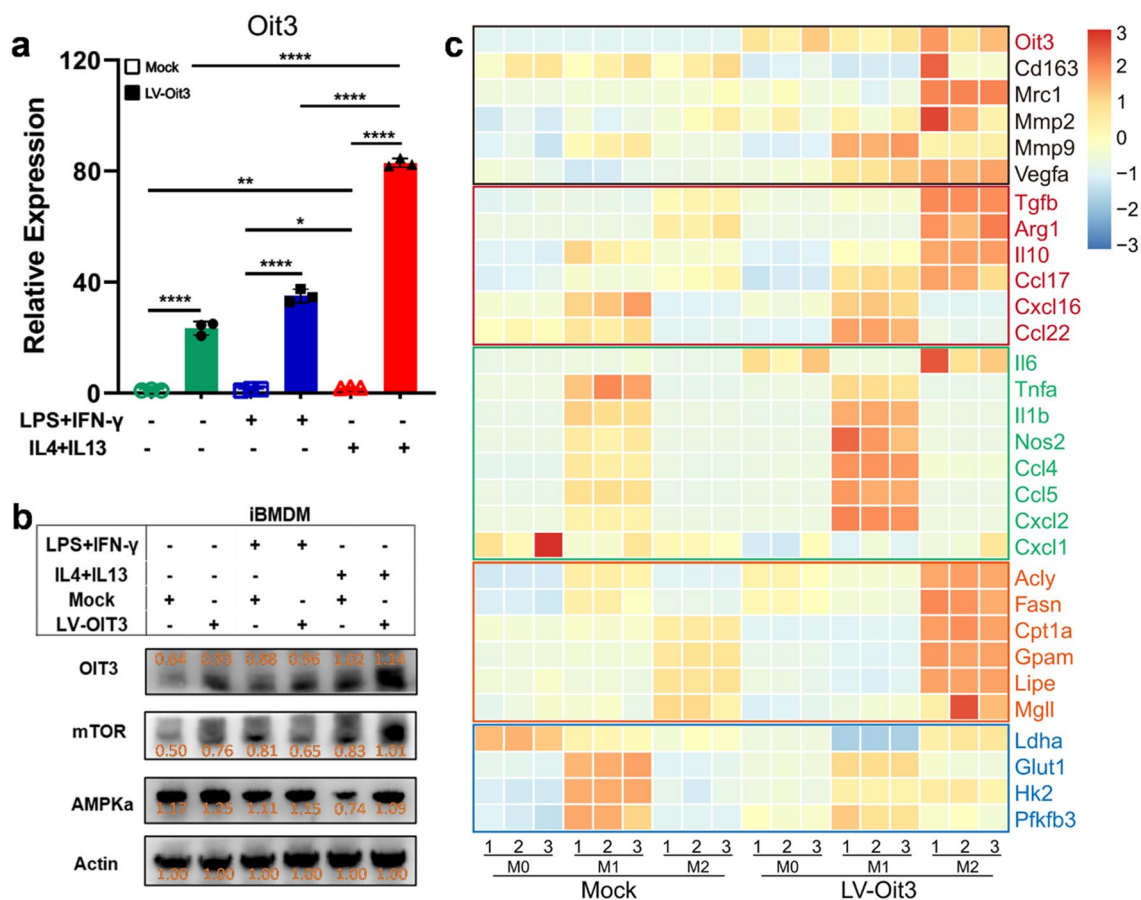 a
Oit3
Relative Expression
120
80
40
0
Mock
LV-Oit3
****
****
****
**
*
****
****
LPS+IFN-γ - - + + - -
IL4+IL13 - - - - + +
b
iBMDM
LPS+IFN-γ - - + + - -
IL4+IL13 - - - - + +
Mock + - + - + -
LV-OIT3 - + - + - +
OIT3
0.64 0.93 0.88 0.96 1.02 1.14
mTOR
0.50 0.76 0.81 0.65 0.83 1.01
AMPKa
1.17 1.11 1.15 0.74 1.09
Actin
1.00 1.00 1.00 1.00 1.00 1.00
c
Oit3
Cd163
Mrc1
Mmp2
Mmp9
Vegfa
Tgfb
Arg1
Il10
Ccl17
Cxcl16
Ccl22
Il6
Tnfa
Il1b
Nos2
Ccl4
Ccl5
Cxcl2
Cxcl1
Acly
Fasn
Cpt1a
Gpam
Lipe
Mgll
Ldha
Glut1
Hk2
Pfkfb3
1 2 3 1 2 3 1 2 3 1 2 3 1 2 3 1 2 3
M0 M1 M2 M0 M1 M2
Mock LV-Oit3
3
2
1
0
−1
−2
−3